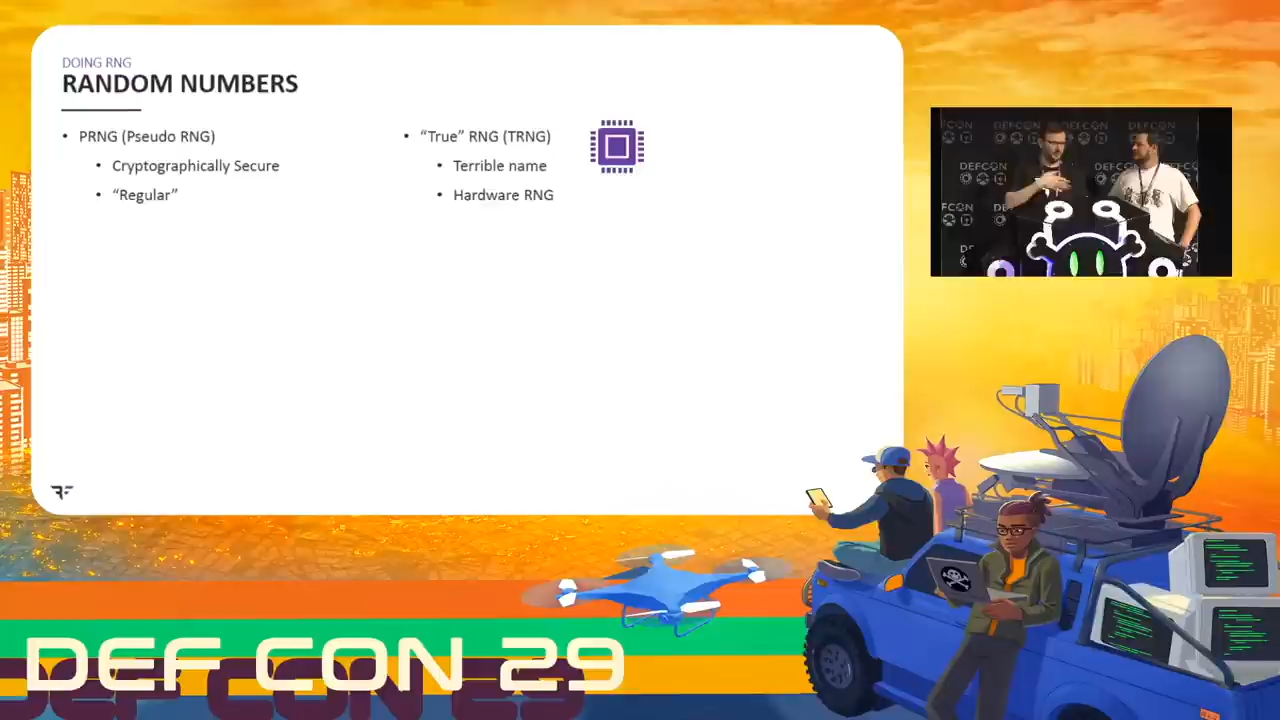 DOING RNG
RANDOM NUMBERS
• PRNG (Pseudo RNG)
• Cryptographically Secure
• “Regular”
• “True” RNG (TRNG)
• Terrible name
• Hardware RNG
DEFCON
DEF CON 29